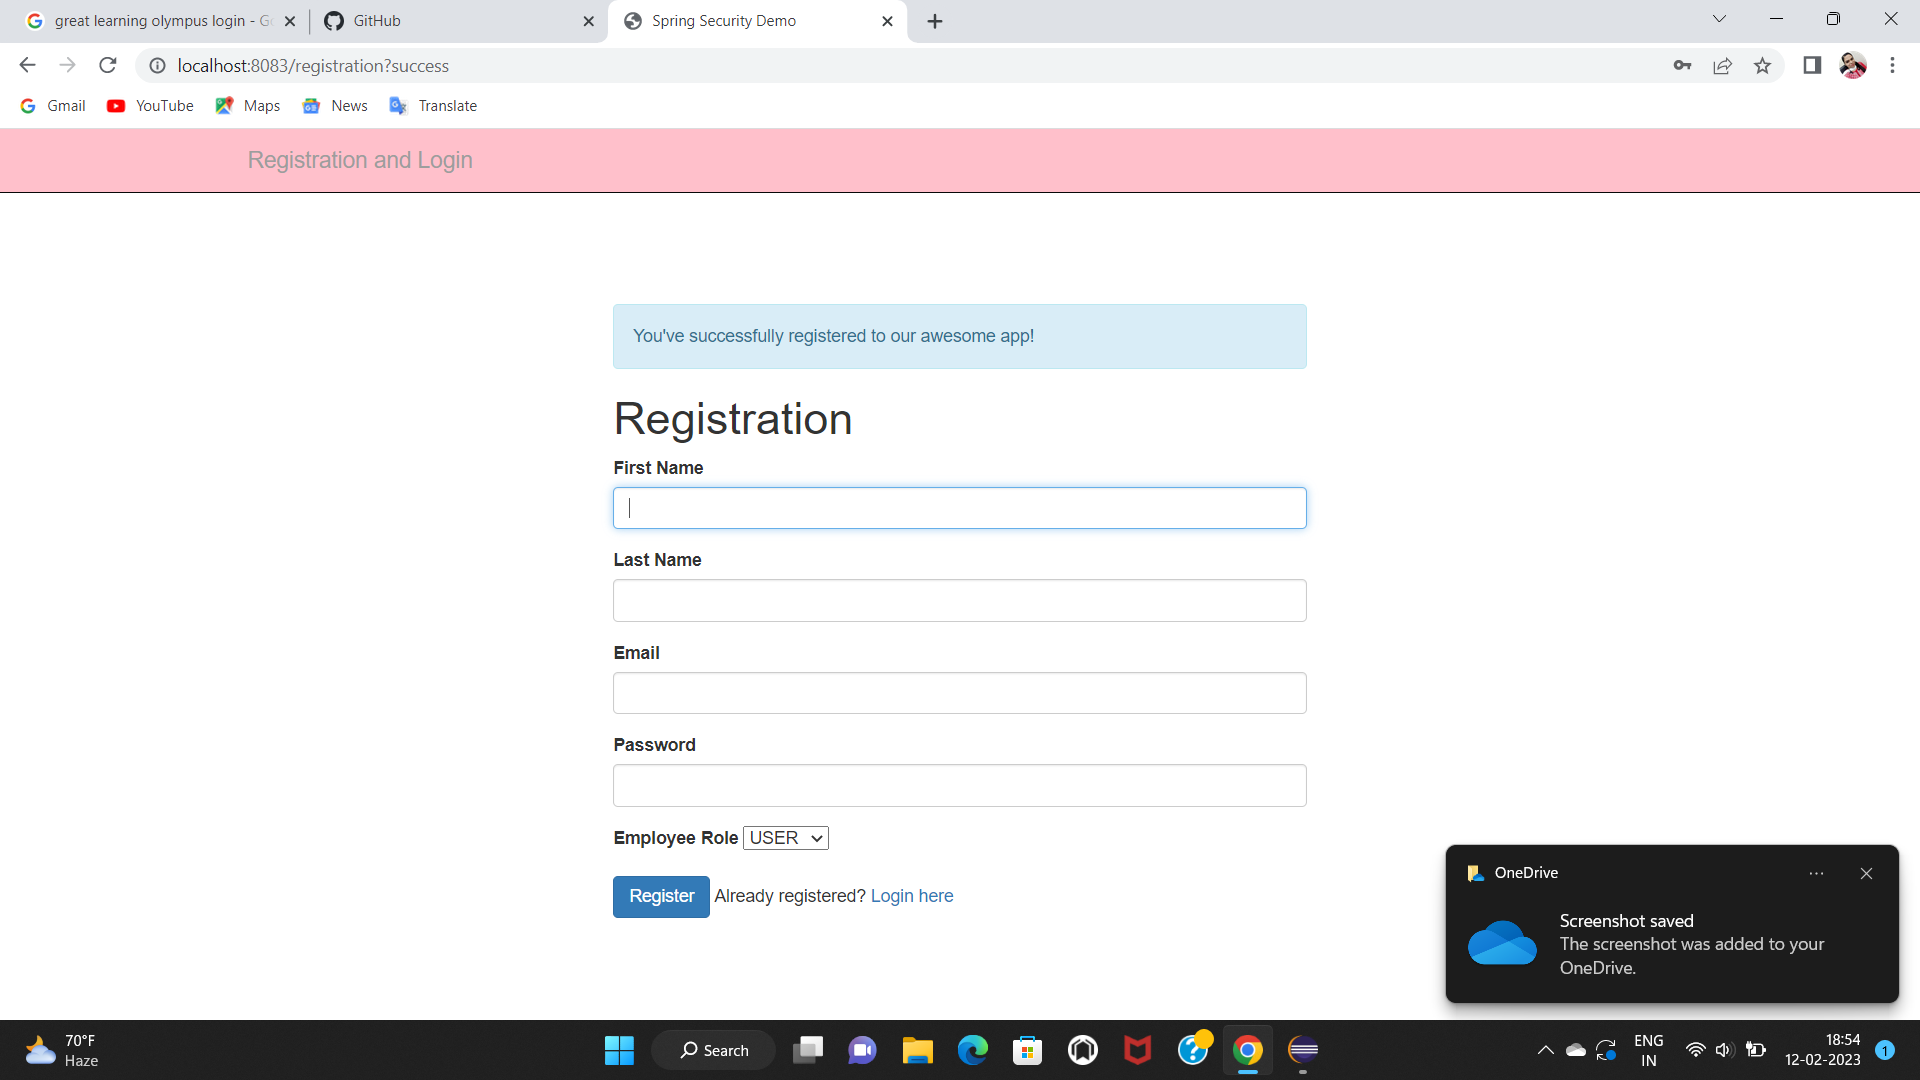 great learning olympus login - Go
GitHub
Spring Security Demo
localhost:8083/registration?success
Gmail
YouTube
Maps
News
Translate
Registration and Login
You've successfully registered to our awesome app!
Registration
First Name
Last Name
Email
Password
Employee Role USER
Register Already registered? Login here
OneDrive
Screenshot saved
The screenshot was added to your
OneDrive.
70°F
Haze
Search
ENG
IN
18:54
12-02-2023
1